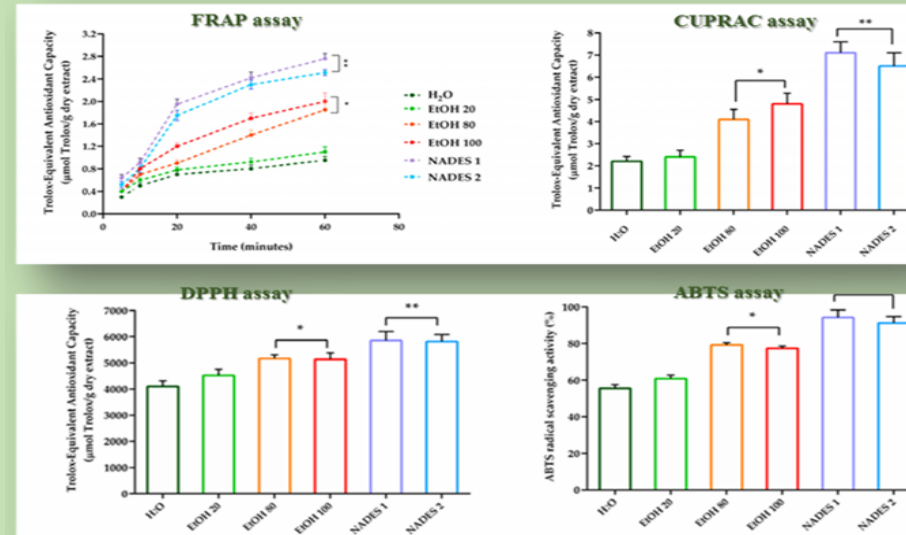 FRAP assay
Trolox-Equivalent Antioxidant Capacity
(µmol Trolox/g dry extract)
3.2
2.8
2.4
2.0
1.6
1.2
0.8
0.4
0.0
0
20
40
60
80
Time (minutes)
**
*
H₂O
EtOH 20
EtOH 80
EtOH 100
NADES 1
NADES 2
CUPRAC assay
Trolox-Equivalent Antioxidant Capacity
(µmol Trolox/g dry extract)
8
7
6
5
4
3
2
1
0
*
**
H₂O
EtOH 20
EtOH 80
EtOH 100
NADES 1
NADES 2
DPPH assay
Trolox-Equivalent Antioxidant Capacity
(µmol Trolox/g dry extract)
7000
6000
5000
4000
3000
2000
1000
0
*
**
H₂O
EtOH 20
EtOH 80
EtOH 100
NADES 1
NADES 2
ABTS assay
ABTS radical scavenging activity (%)
100
80
60
40
20
0
*
H₂O
EtOH 20
EtOH 80
EtOH 100
NADES 1
NADES 2